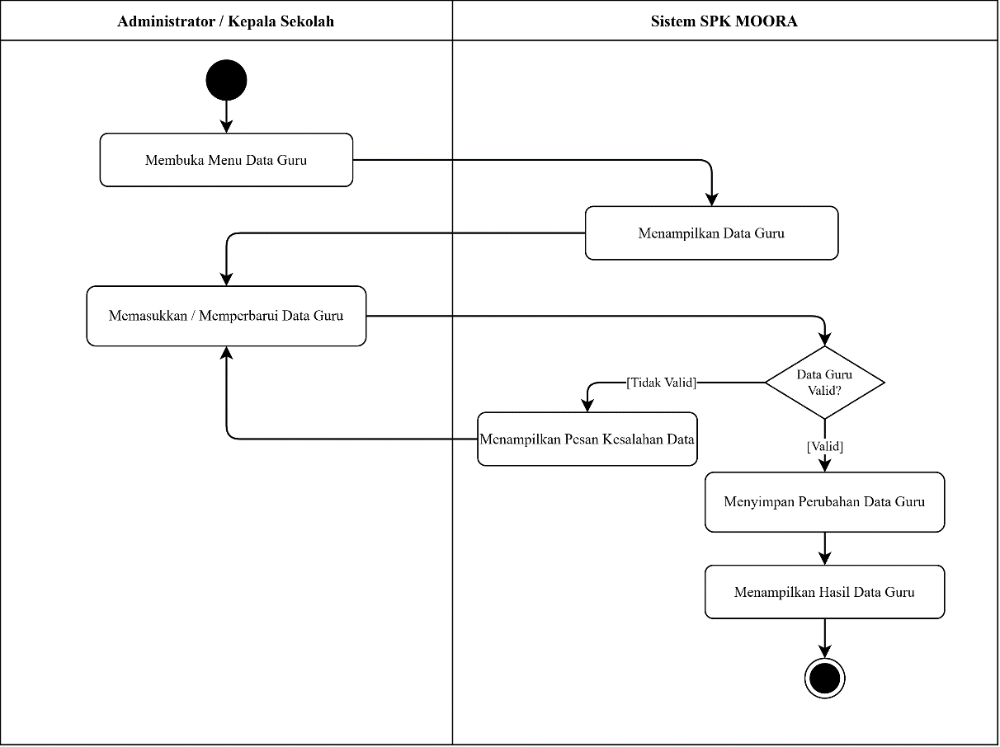 Administrator / Kepala Sekolah
Sistem SPK MOORA
Membuka Menu Data Guru
Menampilkan Data Guru
Memasukkan / Memperbarui Data Guru
Data Guru
Valid?
[Tidak Valid]
Menampilkan Pesan Kesalahan Data
[Valid]
Menyimpan Perubahan Data Guru
Menampilkan Hasil Data Guru